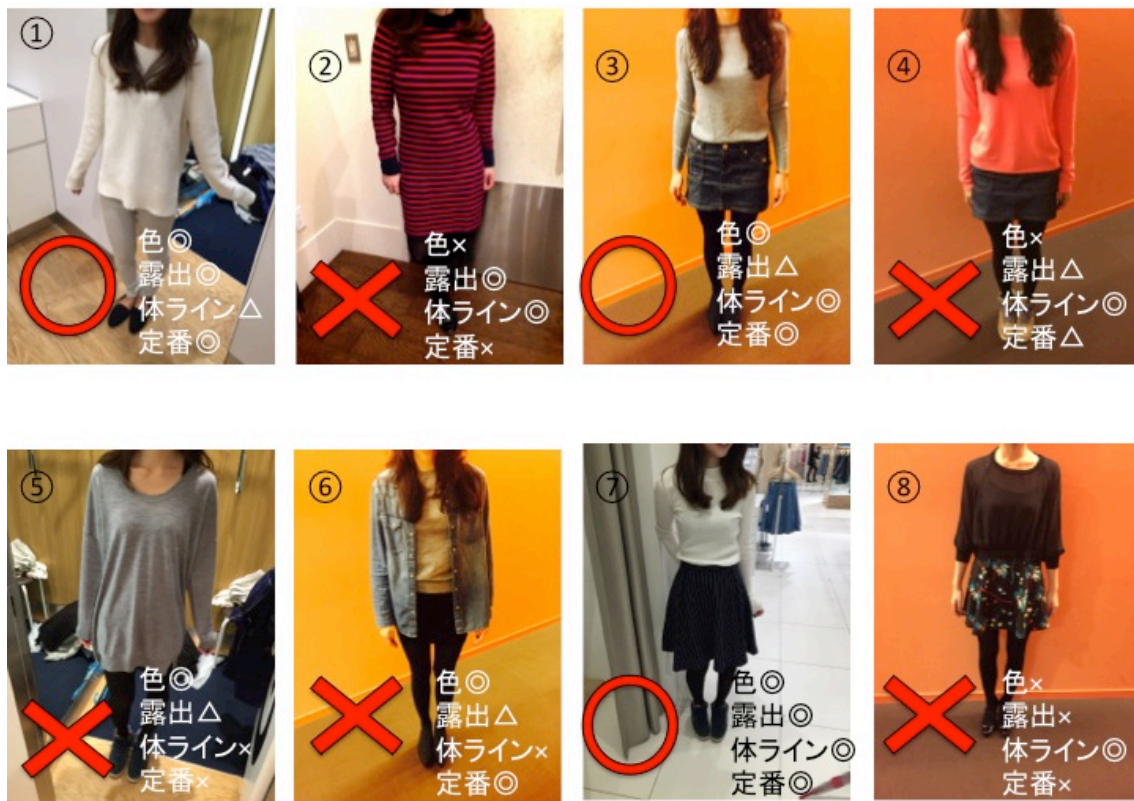 ①
色◎
露出◎
体ライン△
定番◎
②
色×
露出◎
体ライン◎
定番×
③
色◎
露出△
体ライン◎
定番◎
④
色×
露出△
体ライン◎
定番△
⑤
色◎
露出△
体ライン×
定番×
⑥
色◎
露出△
体ライン×
定番◎
⑦
色◎
露出◎
体ライン◎
定番◎
⑧
色×
露出×
体ライン◎
定番×